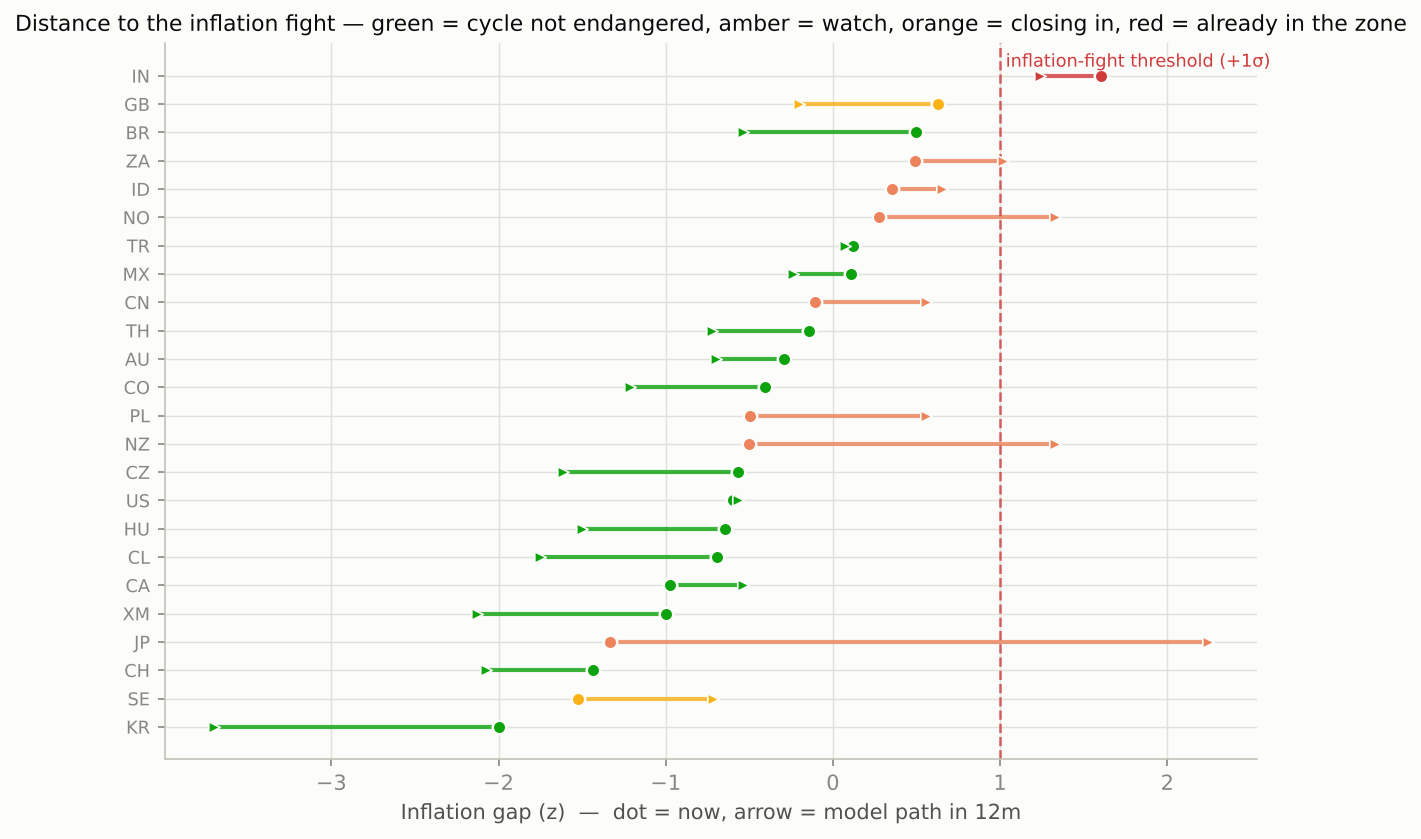 Distance to the inflation fight — green = cycle not endangered, amber = watch, orange = closing in, red = already in the zone
inflation-fight threshold (+1σ)
IN
GB
BR
ZA
ID
NO
TR
MX
CN
TH
AU
CO
PL
NZ
CZ
US
HU
CL
CA
XM
JP
CH
SE
KR
−3 −2 −1 0 1 2
Inflation gap (z) — dot = now, arrow = model path in 12m